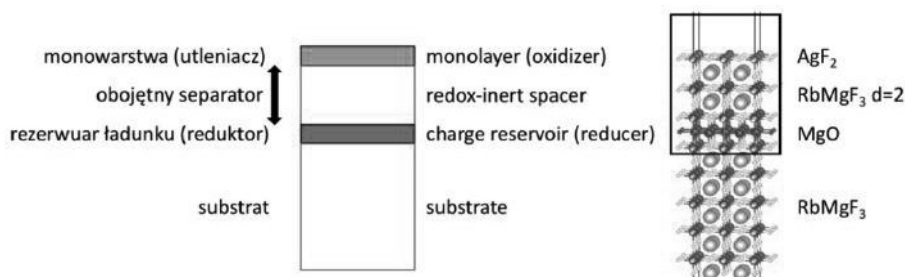 monowarstwa (utleniacz) monolayer (oxidizer) AgF₂
obojętny separator redox-inert spacer RbMgF₃ d=2
rezerwuar ładunku (reduktor) charge reservoir (reducer) MgO
substrat substrate RbMgF₃